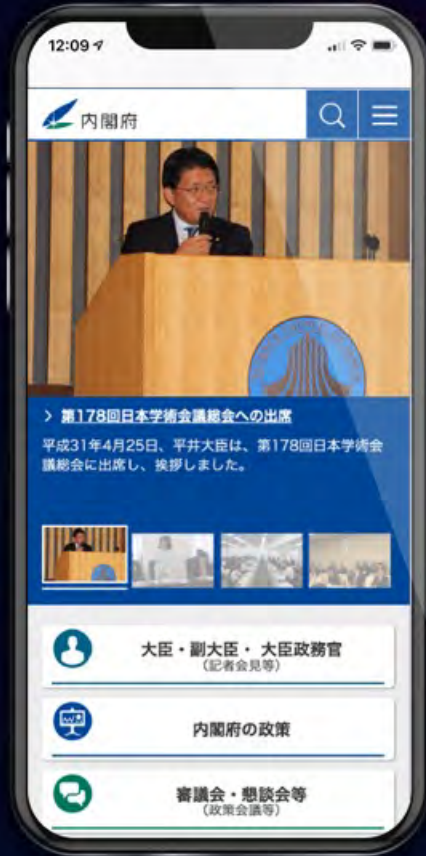 12:09
内閣府
第178回日本学術会議総会への出席
平成31年4月25日、平井大臣は、第178回日本学術会
議総会に出席し、挨拶しました。
大臣・副大臣・ 大臣政務官
（記者会見等）
内閣府の政策
審議会・懇談会等
（政策会議等）